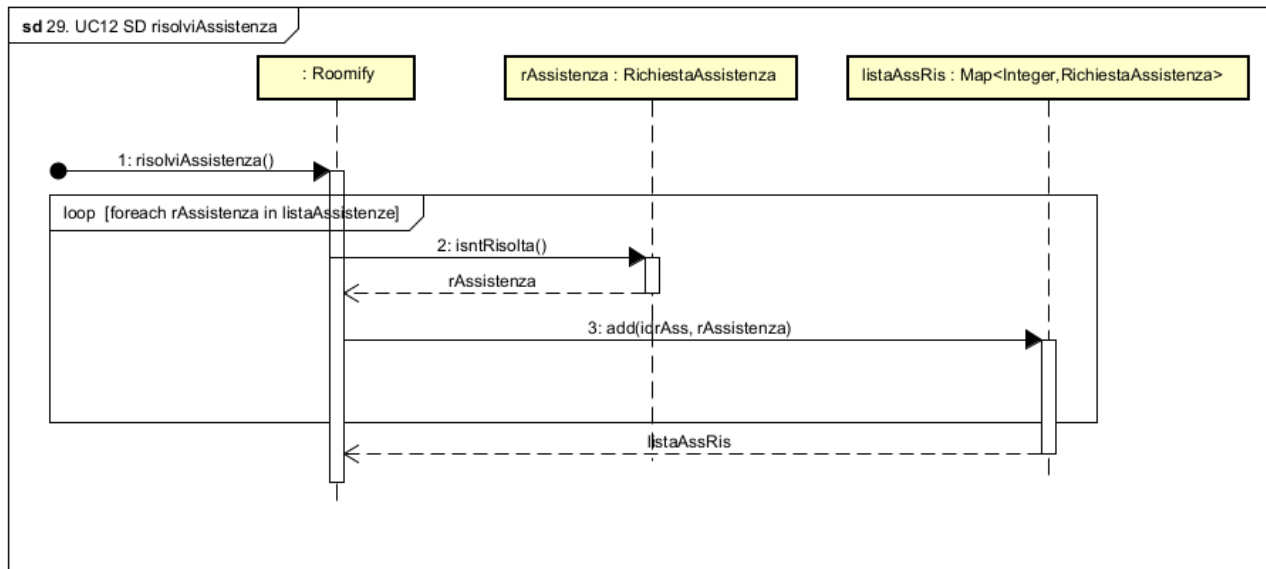 sd 29. UC12 SD risolviAssistenza
: Roomify
rAssistenza : RichiestaAssistenza
listaAssRis : Map<Integer,RichiestaAssistenza>
1: risolviAssistenza()
loop [foreach rAssistenza in listaAssistenze]
2: isntRisolta()
rAssistenza
3: add(idrAss, rAssistenza)
listaAssRis